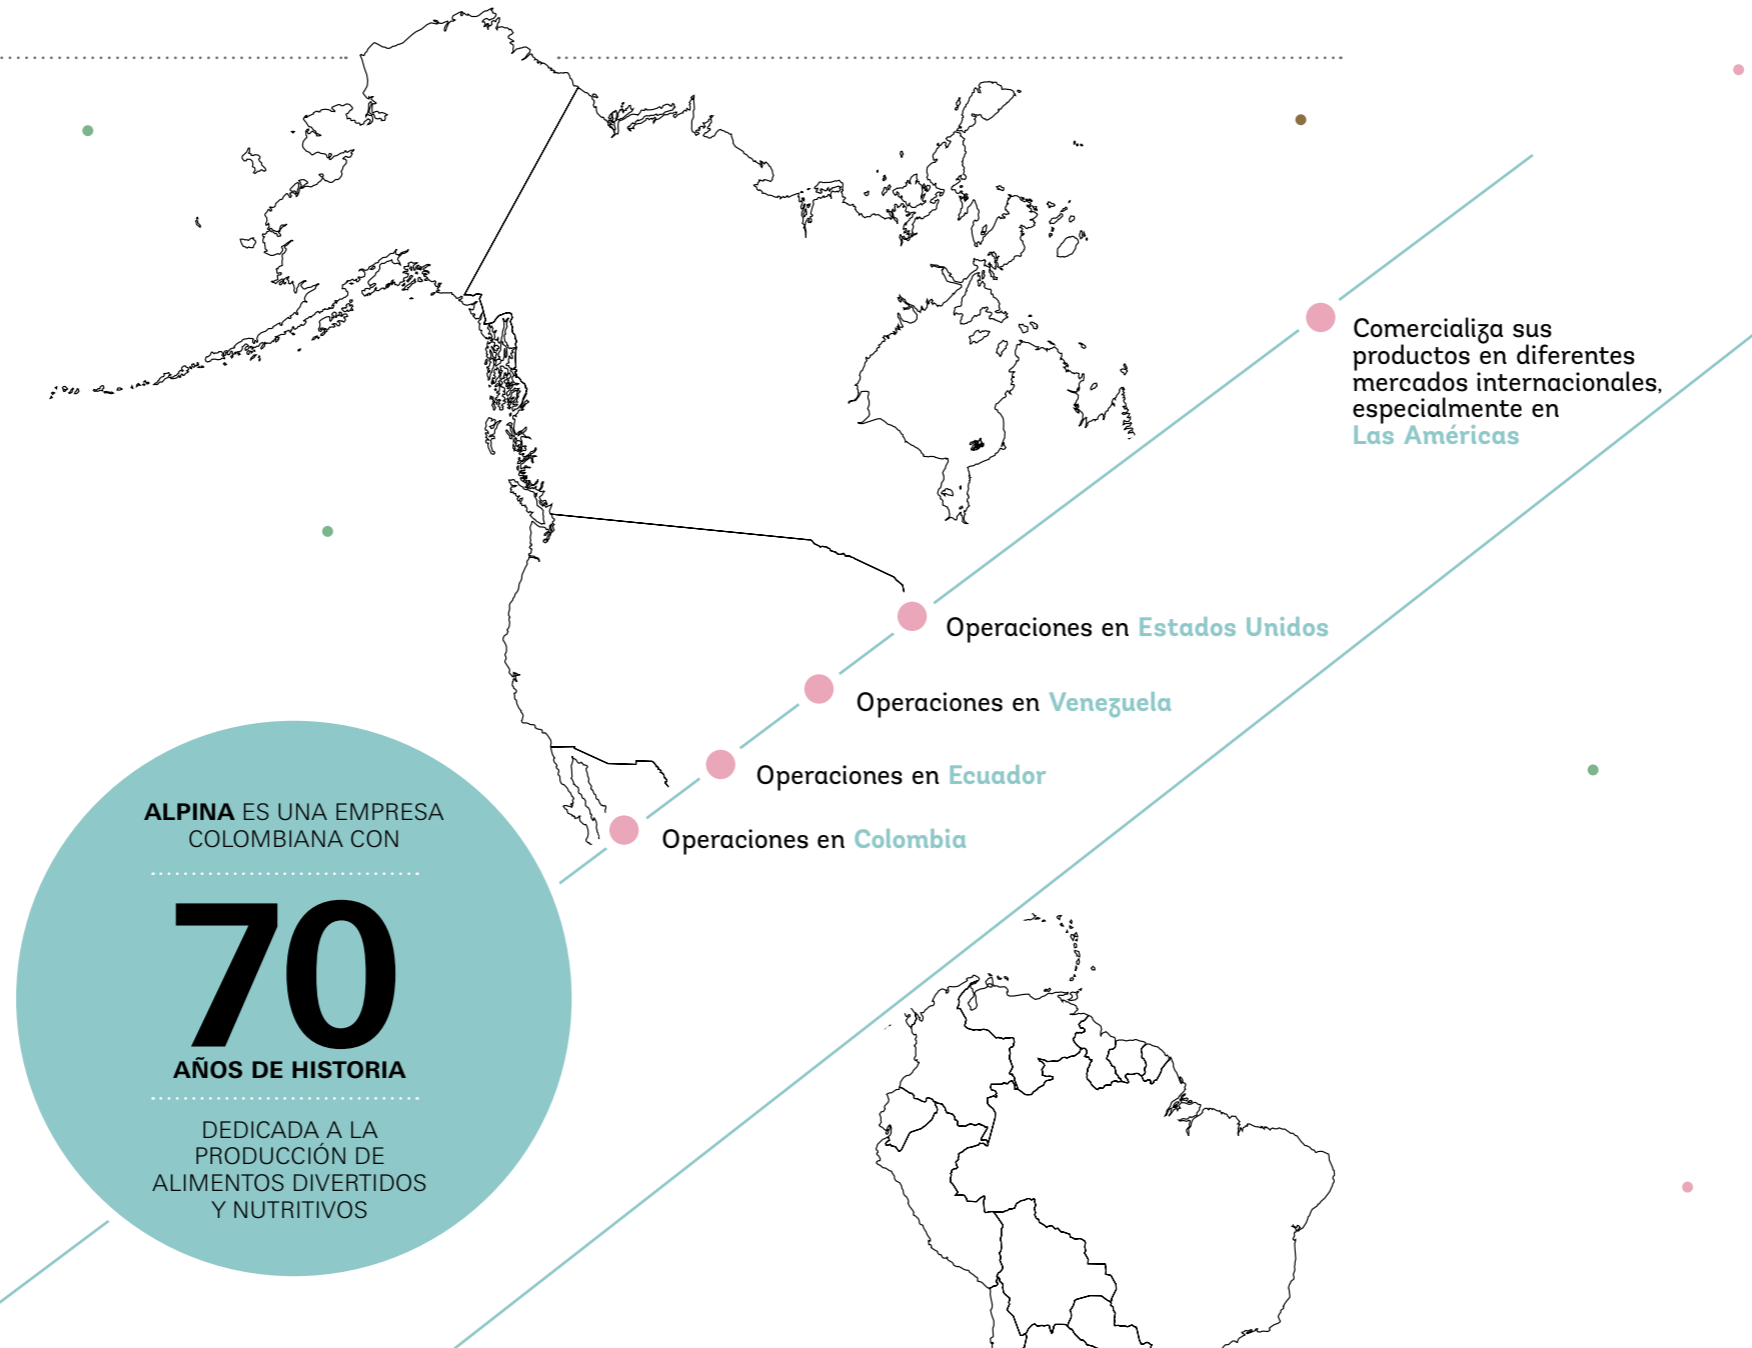 Comercializa sus
productos en diferentes
mercados internacionales,
especialmente en
Las Américas
Operaciones en Estados Unidos
Operaciones en Venezuela
Operaciones en Ecuador
Operaciones en Colombia
ALPINA ES UNA EMPRESA
COLOMBIANA CON
70
AÑOS DE HISTORIA
DEDICADA A LA
PRODUCCIÓN DE
ALIMENTOS DIVERTIDOS
Y NUTRITIVOS